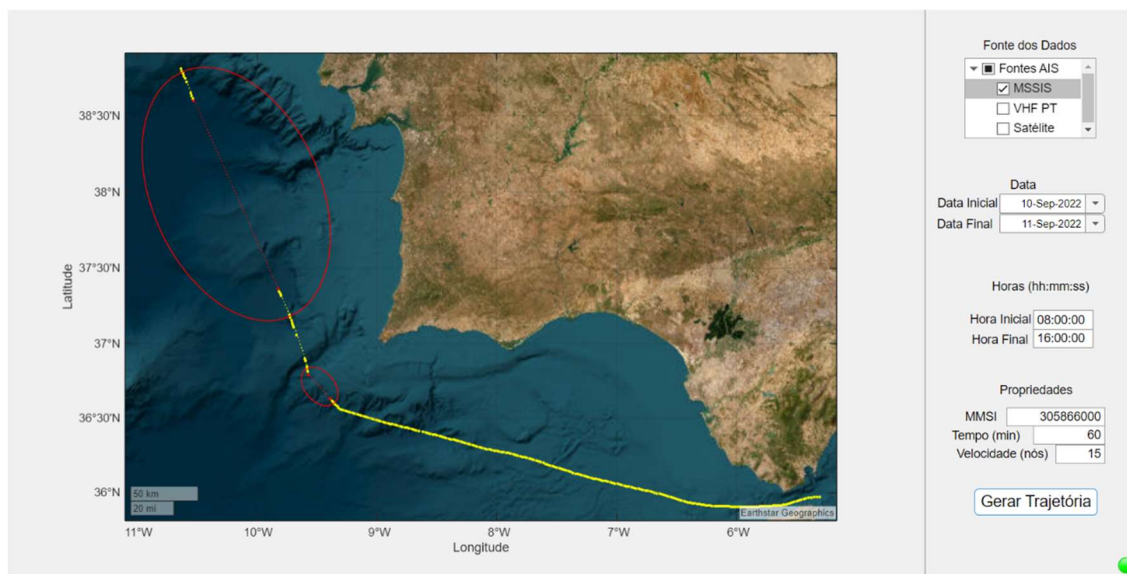 38°30'N
38°N
37°30'N
37°N
36°30'N
36°N
Latitude
50 km
20 mi
Earthstar Geographics
11°W
10°W
9°W
8°W
7°W
6°W
Longitude
Fonte dos Dados
Fontes AIS
MSSIS
VHF PT
Satélite
Data
Data Inicial 10-Sep-2022
Data Final 11-Sep-2022
Horas (hh:mm:ss)
Hora Inicial 08:00:00
Hora Final 16:00:00
Propriedades
MMSI 305866000
Tempo (min) 60
Velocidade (nós) 15
Gerar Trajetória